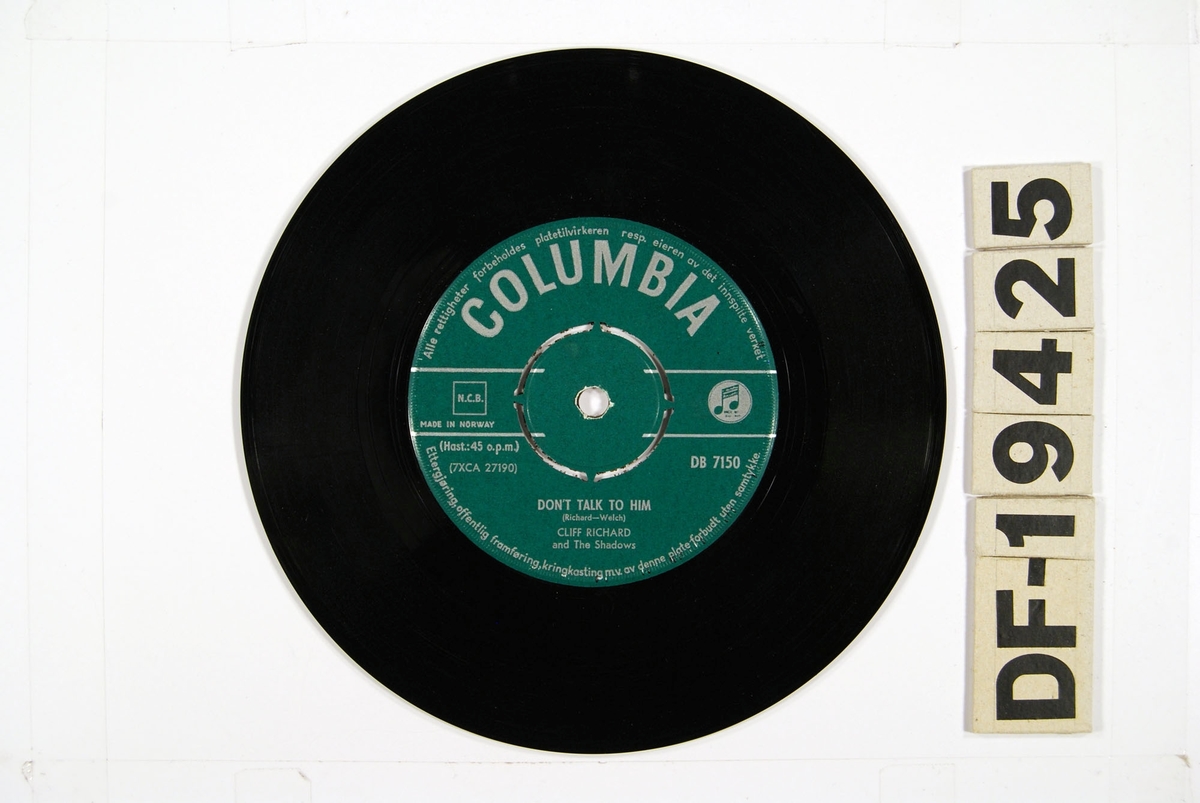 Alle rettigheter forbeholdes platetilvirkeren resp. eieren av det innspilte verket
COLUMBIA
N.C.B.
MADE IN NORWAY
(Hast.:45 o.p.m.)
(7XCA 27190)
DB 7150
DON'T TALK TO HIM
(Richard—Welch)
CLIFF RICHARD
and The Shadows
Ettergjøring, offentlig framføring, kringkasting m.v. av denne plate forbudt uten samtykke.
DF-19425